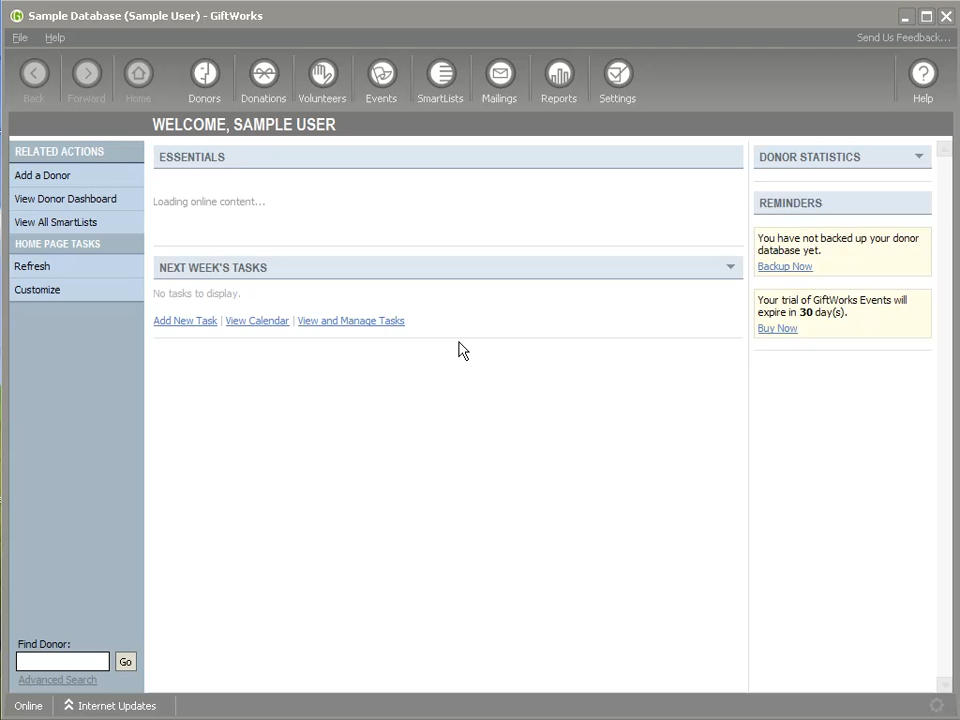 Sample Database (Sample User) - GiftWorks
File Help Send Us Feedback...
Back Forward Home Donors Donations Volunteers Events SmartLists Mailings Reports Settings Help
WELCOME, SAMPLE USER
RELATED ACTIONS
Add a Donor
View Donor Dashboard
View All SmartLists
HOME PAGE TASKS
Refresh
Customize
Find Donor:
Go
Advanced Search
ESSENTIALS
Loading online content...
NEXT WEEK'S TASKS
No tasks to display.
Add New Task | View Calendar | View and Manage Tasks
DONOR STATISTICS
REMINDERS
You have not backed up your donor
database yet.
Backup Now
Your trial of GiftWorks Events will
expire in 30 day(s).
Buy Now
Online Internet Updates